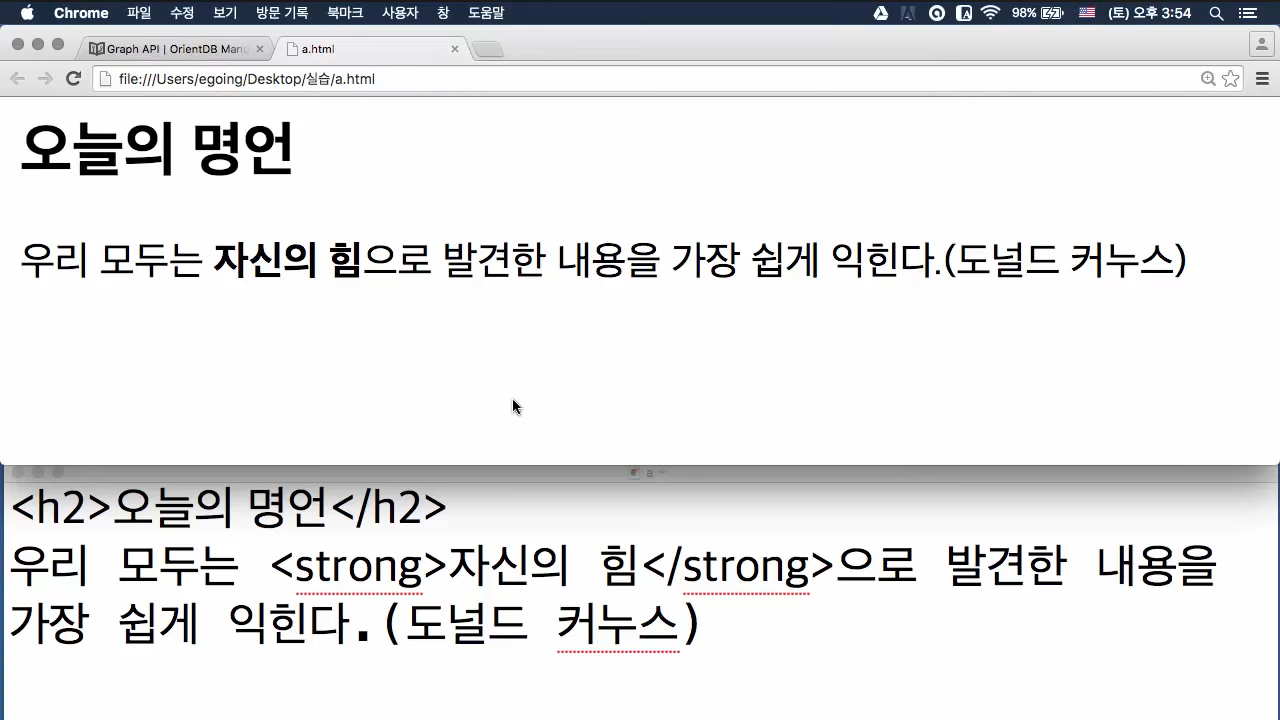 Chrome 파일 수정 보기 방문 기록 북마크 사용자 창 도움말 98% (토) 오후 3:54
Graph API | OrientDB Manu a.html
file:///Users/egoing/Desktop/실습/a.html
오늘의 명언
우리 모두는 자신의 힘으로 발견한 내용을 가장 쉽게 익힌다.(도널드 커누스)
a
<h2>오늘의 명언</h2>
우리 모두는 <strong>자신의 힘</strong>으로 발견한 내용을
가장 쉽게 익힌다.(도널드 커누스)